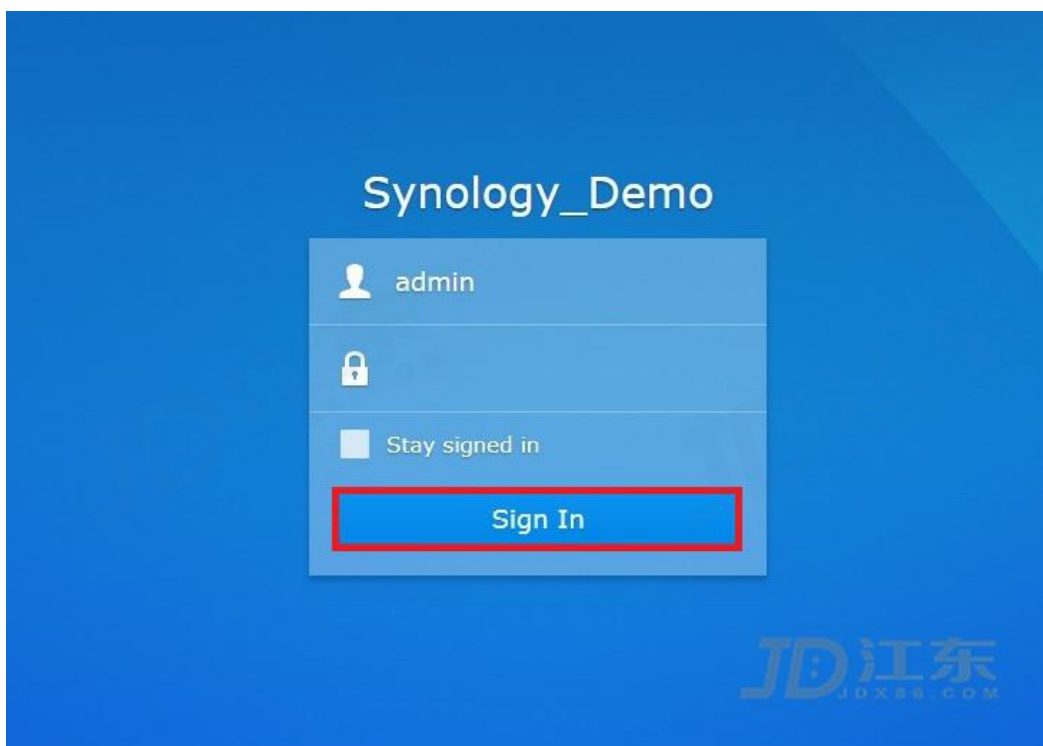 Synology_Demo
admin
Stay signed in
Sign In
JD江东
JDX86.COM